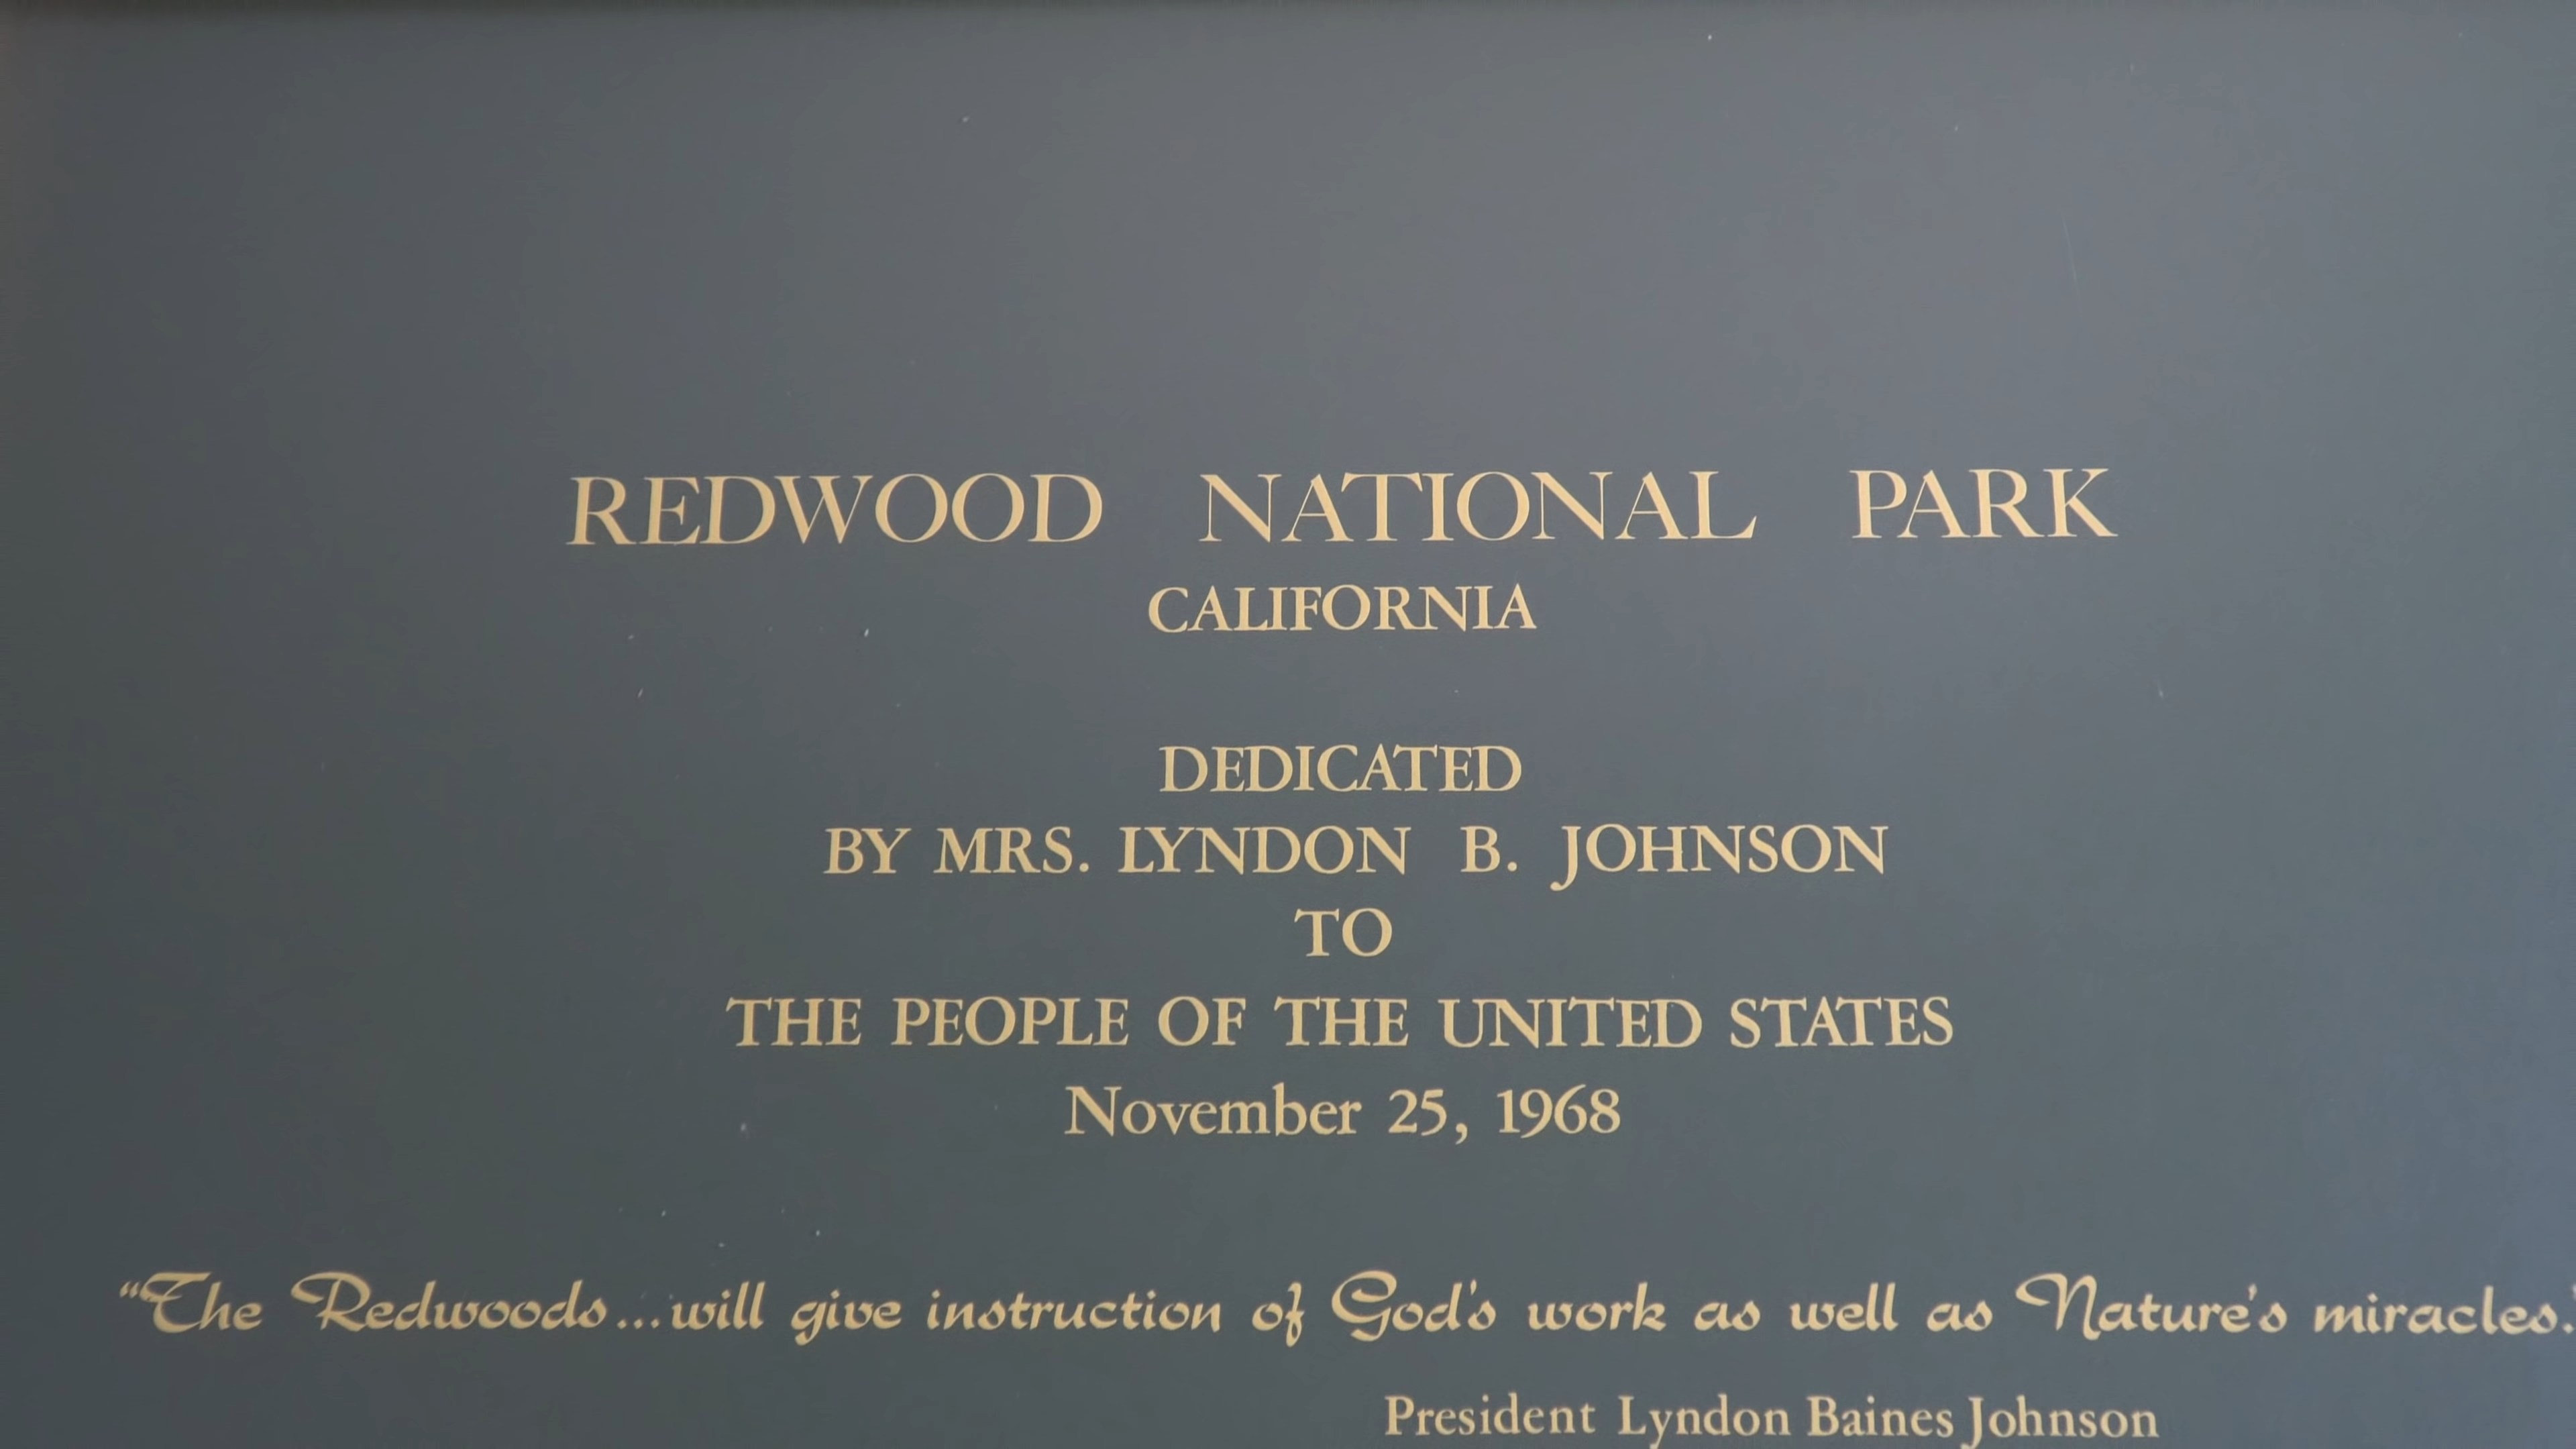 REDWOOD NATIONAL PARK
CALIFORNIA
DEDICATED
BY MRS. LYNDON B. JOHNSON
TO
THE PEOPLE OF THE UNITED STATES
November 25, 1968
“The Redwoods...will give instruction of God's work as well as Nature's miracles.”
President Lyndon Baines Johnson